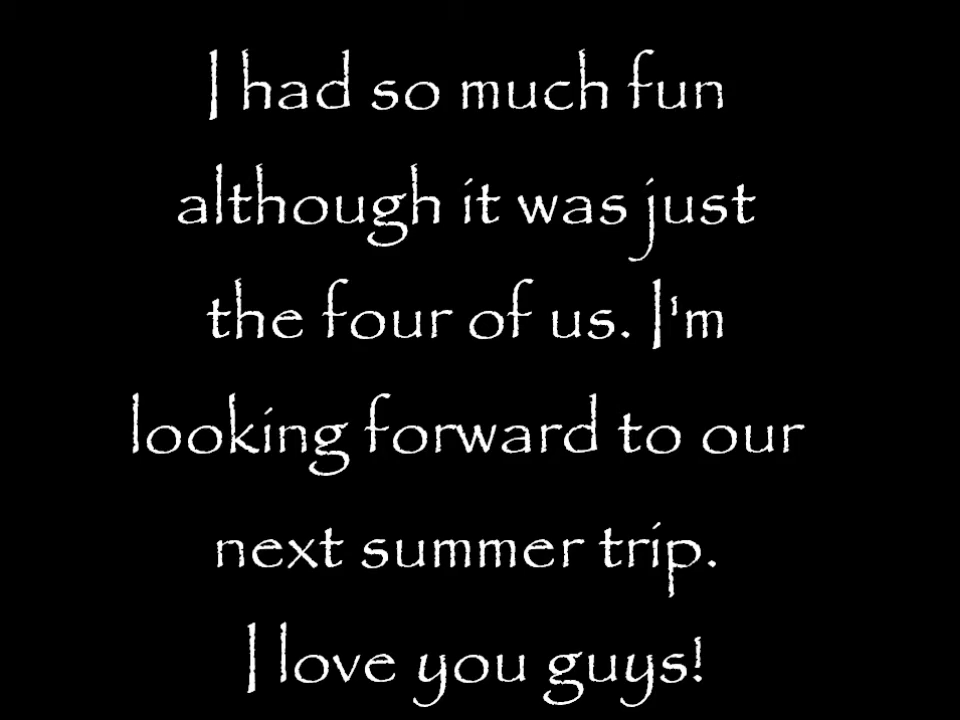 I had so much fun
although it was just
the four of us. I'm
looking forward to our
next summer trip.
I love you guys!